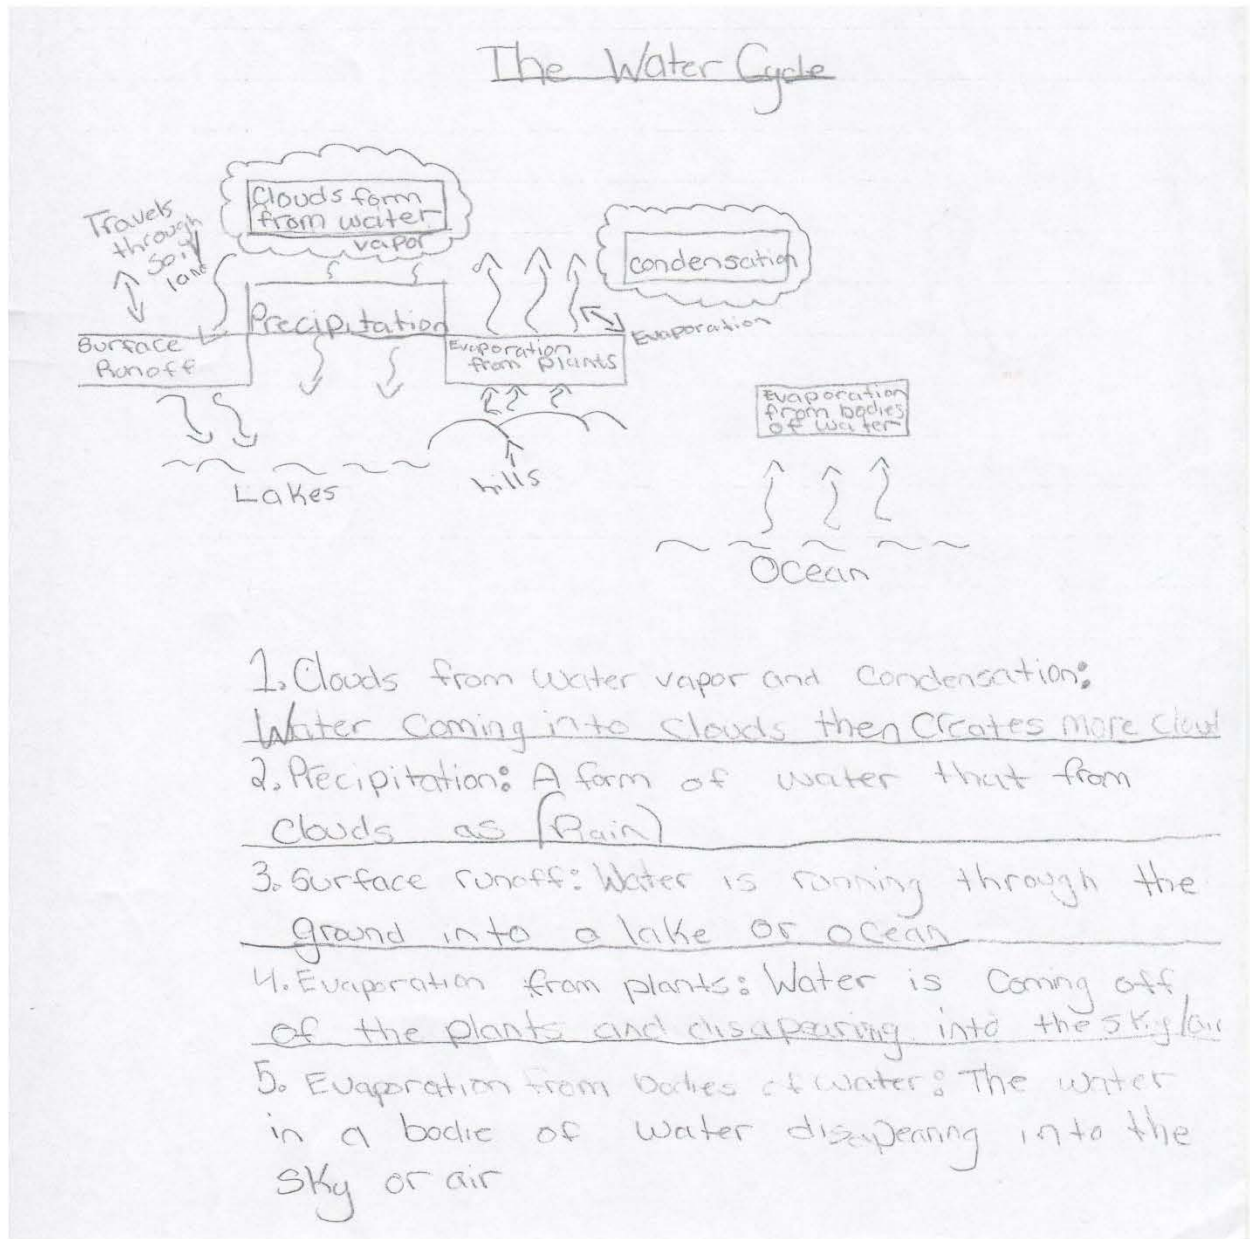 The Water Cycle
Clouds form
from water
vapor
Travels
through
soil/
land
condensation
Precipitation
Evaporation
Surface
Runoff
Evaporation
from plants
Evaporation
from bodies
of water
Lakes
hills
Ocean
1. Clouds from water vapor and condensation:
Water coming into clouds then creates more
2. Precipitation: A form of water that from
clouds as (Rain)
3. Surface runoff: Water is running through the
ground into a lake or ocean
4. Evaporation from plants: Water is coming off
of the plants and disapearing into the sky/air
5. Evaporation from bodies of water: The water
in a bodie of water disapearing into the
sky or air